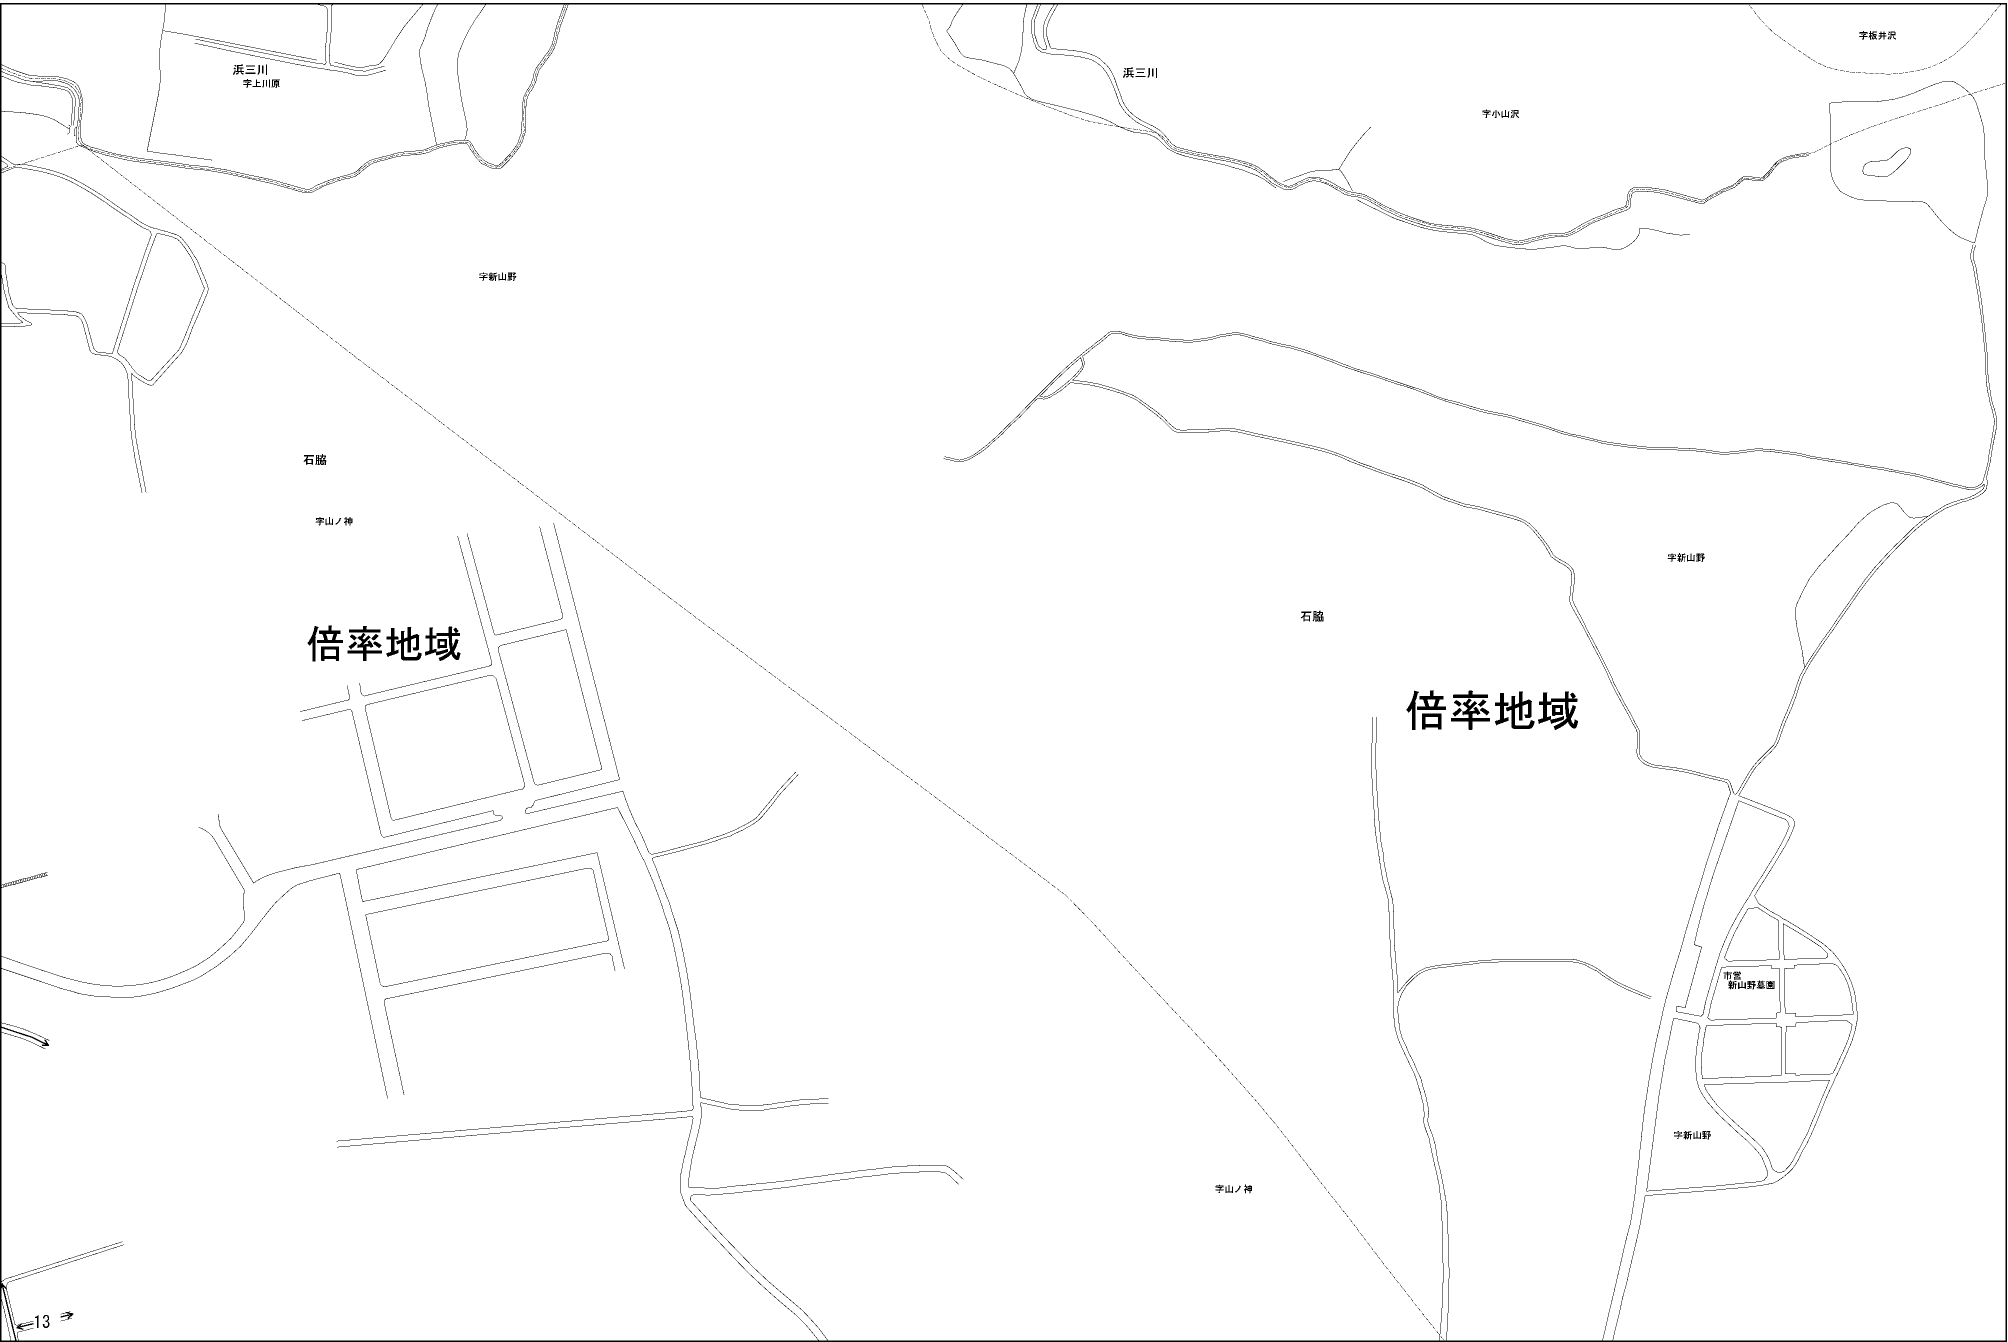 字板井沢
浜三川
字上川原
浜三川
字小山沢
字新山野
石脇
字山ノ神
字新山野
石脇
倍率地域
倍率地域
市営
新山野墓園
字新山野
字山ノ神
13